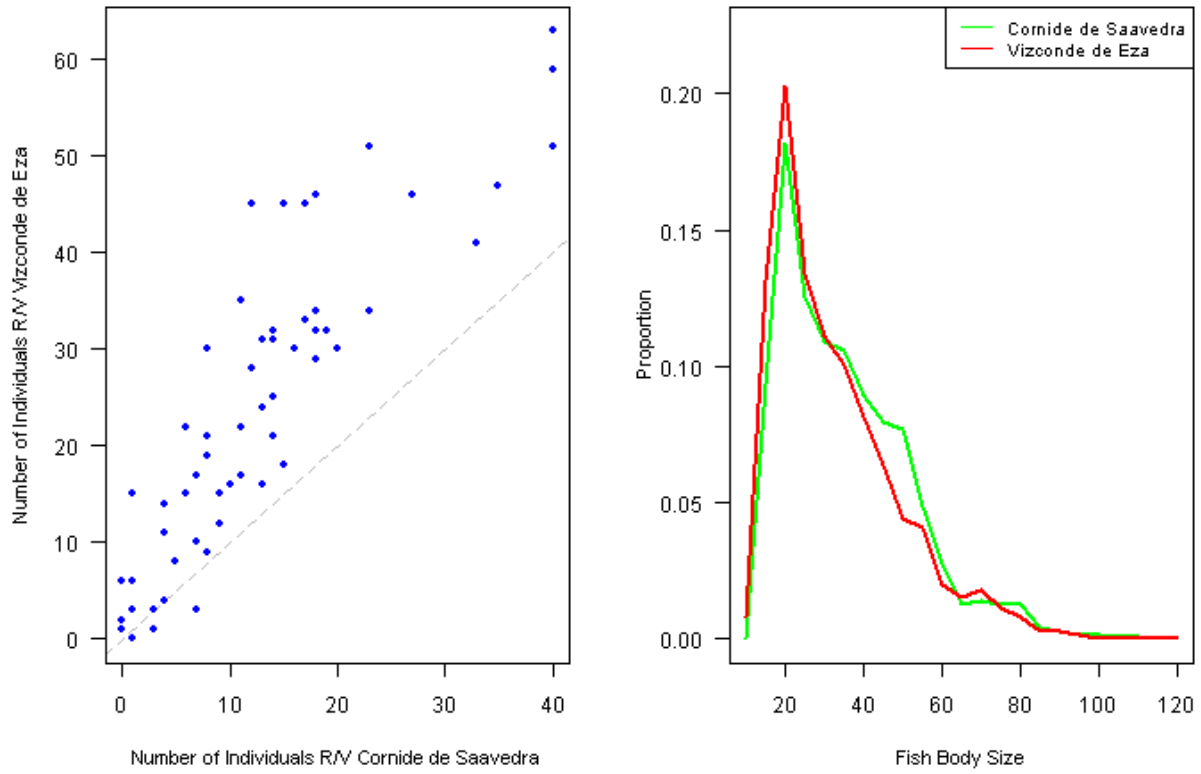 Number of Individuals R/V Vizconde de Eza
60
50
40
30
20
10
0
0 10 20 30 40
Number of Individuals R/V Cornide de Saavedra
Cornide de Saavedra
Vizconde de Eza
Proportion
0.20
0.15
0.10
0.05
0.00
20 40 60 80 100 120
Fish Body Size